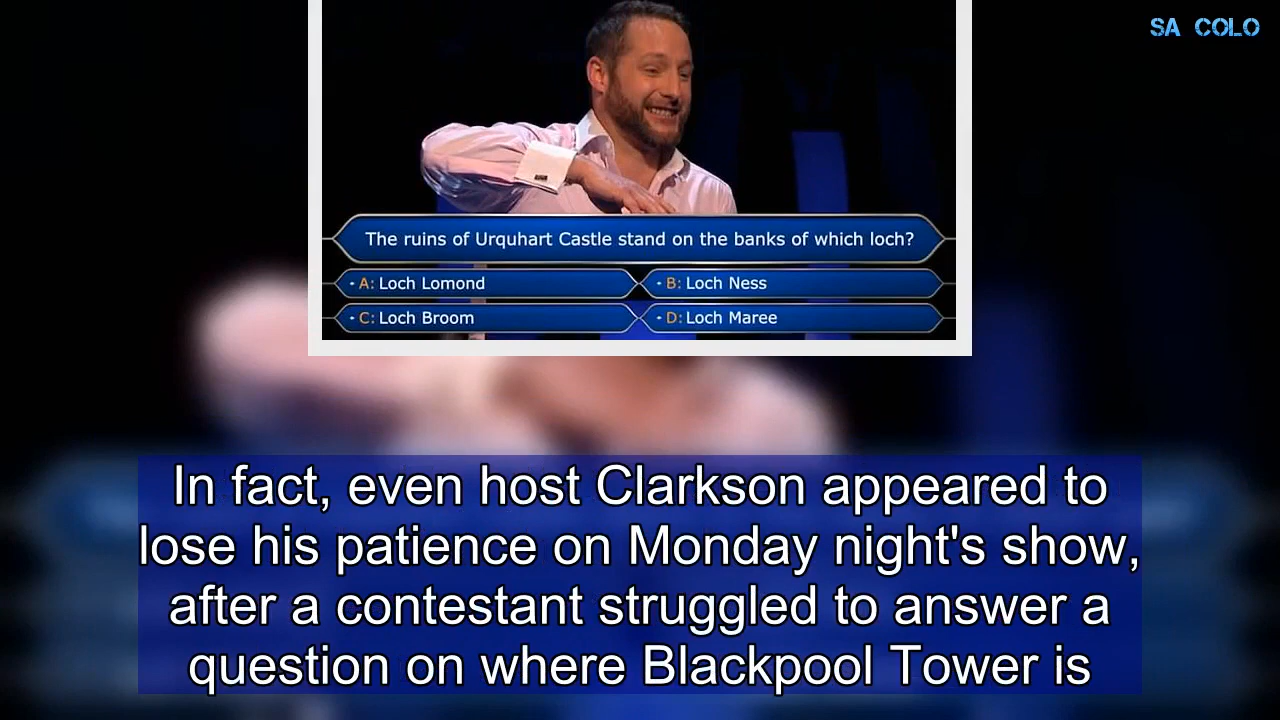 SA COLO
The ruins of Urquhart Castle stand on the banks of which loch?
A: Loch Lomond
B: Loch Ness
C: Loch Broom
D: Loch Maree
In fact, even host Clarkson appeared to
lose his patience on Monday night's show,
after a contestant struggled to answer a
question on where Blackpool Tower is